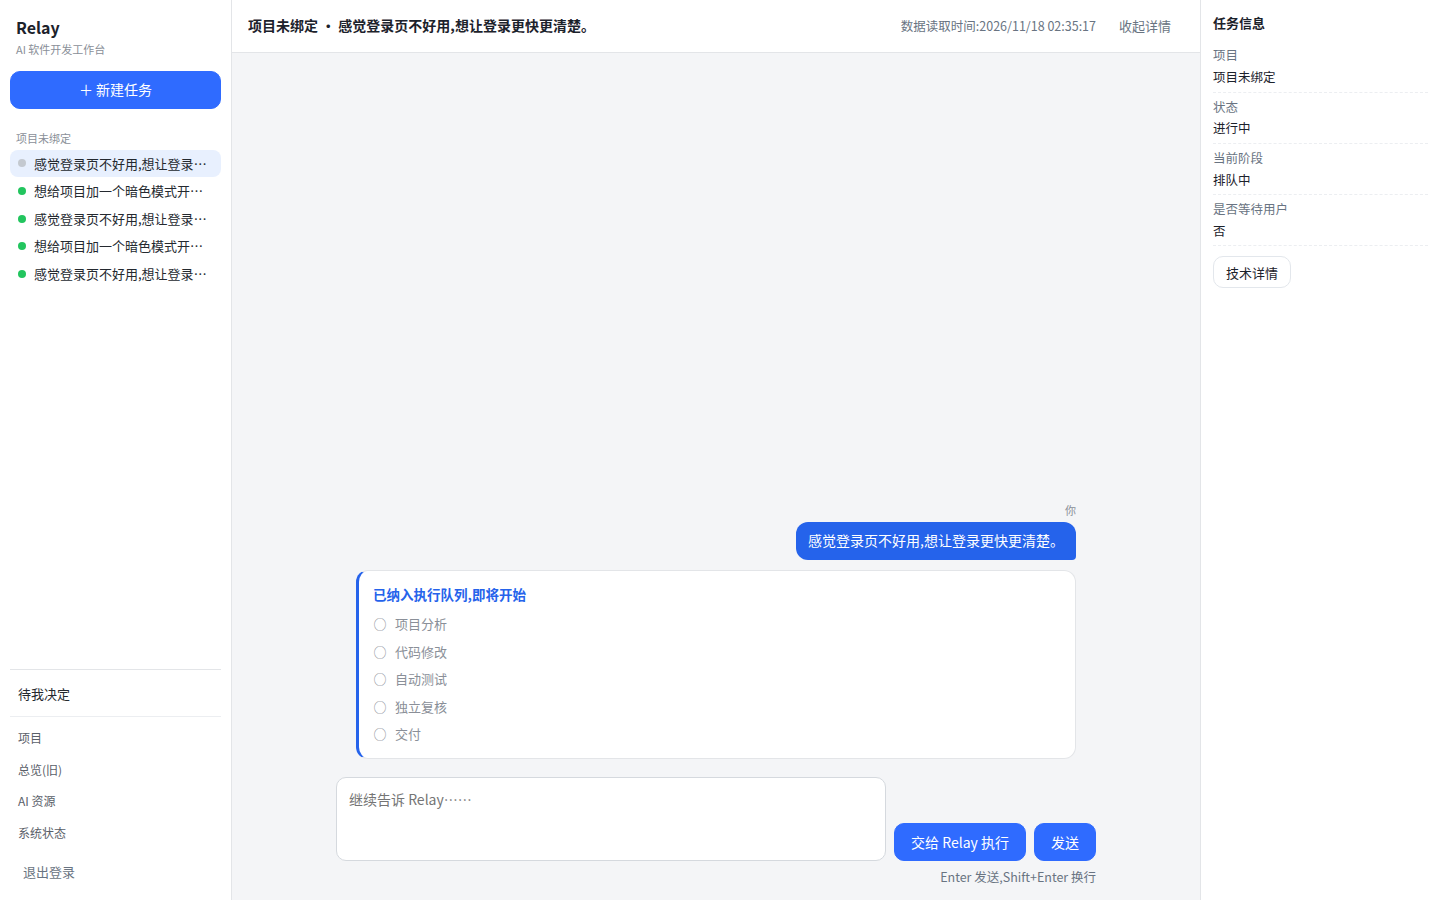 Relay
AI 软件开发工作台
＋ 新建任务
项目未绑定
感觉登录页不好用,想让登录…
想给项目加一个暗色模式开…
感觉登录页不好用,想让登录…
想给项目加一个暗色模式开…
感觉登录页不好用,想让登录…
待我决定
项目
总览(旧)
AI 资源
系统状态
退出登录
项目未绑定 · 感觉登录页不好用,想让登录更快更清楚。
数据读取时间:2026/11/18 02:35:17 收起详情
你
感觉登录页不好用,想让登录更快更清楚。
已纳入执行队列,即将开始
项目分析
代码修改
自动测试
独立复核
交付
继续告诉 Relay……
交给 Relay 执行 发送
Enter 发送,Shift+Enter 换行
任务信息
项目
项目未绑定
状态
进行中
当前阶段
排队中
是否等待用户
否
技术详情